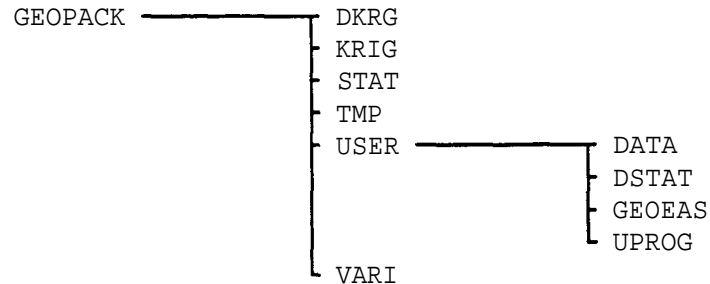 GEOPACK DKRG
KRIG
STAT
TMP
USER DATA
DSTAT
GEOEAS
UPROG
VARI